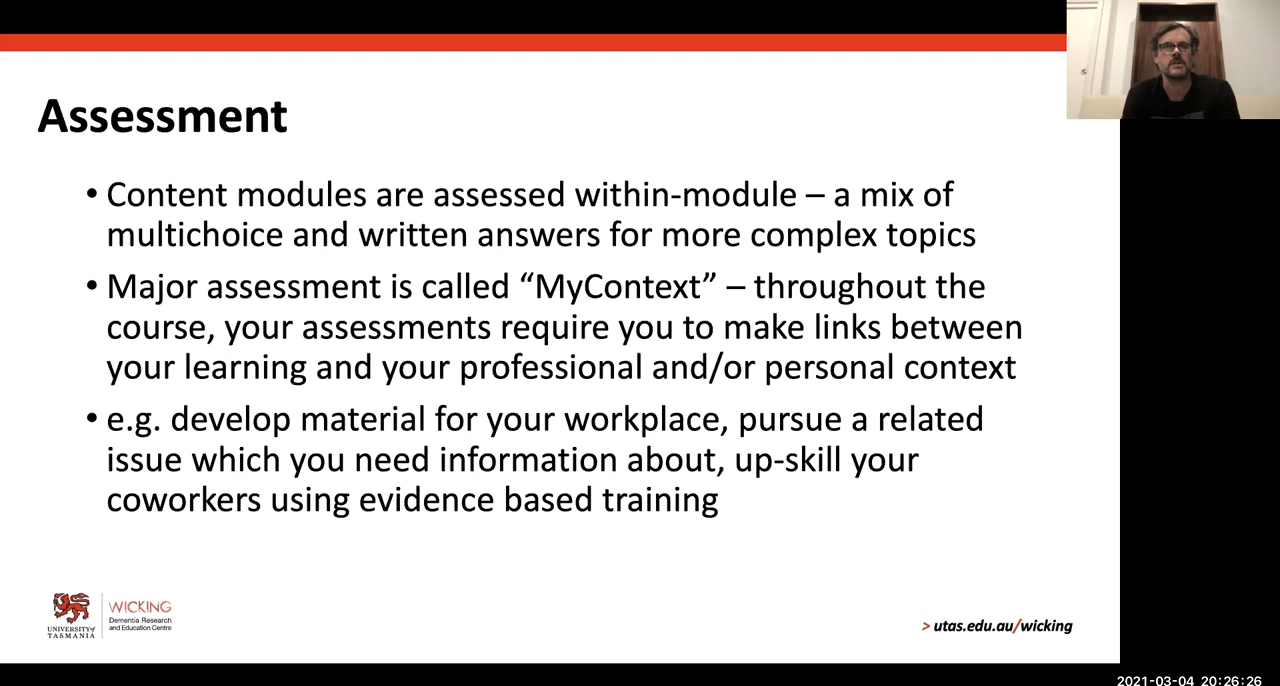 Assessment
• Content modules are assessed within-module – a mix of
multichoice and written answers for more complex topics
• Major assessment is called “MyContext” – throughout the
course, your assessments require you to make links between
your learning and your professional and/or personal context
• e.g. develop material for your workplace, pursue a related
issue which you need information about, up-skill your
coworkers using evidence based training
UNIVERSITY of
TASMANIA
WICKING
Dementia Research
and Education Centre
> utas.edu.au/wicking
2021-03-04 20:26:26